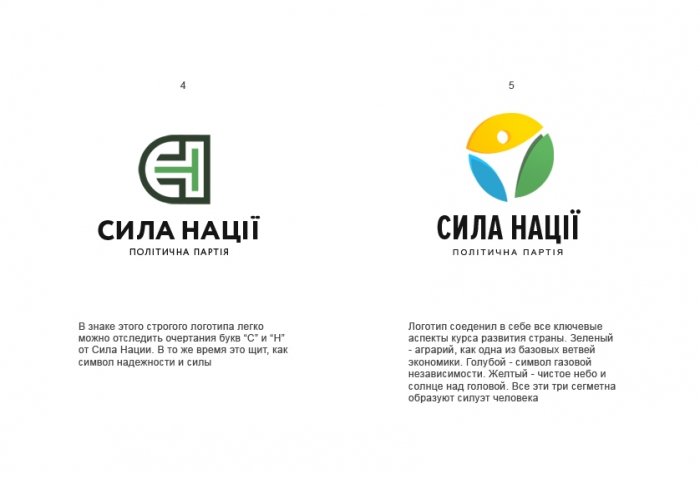 4
СИЛА НАЦІЇ
ПОЛІТИЧНА ПАРТІЯ
В знаке этого строгого логотипа легко
можно отследить очертания букв “С” и “Н”
от Сила Нации. В то же время это щит, как
символ надежности и силы
5
СИЛА НАЦІЇ
ПОЛІТИЧНА ПАРТІЯ
Логотип соеденил в себе все ключевые
аспекты курса развития страны. Зеленый
- аграрий, как одна из базовых ветвей
экономики. Голубой - символ газовой
независимости. Желтый - чистое небо и
солнце над головой. Все эти три сегметна
образуют силуэт человека